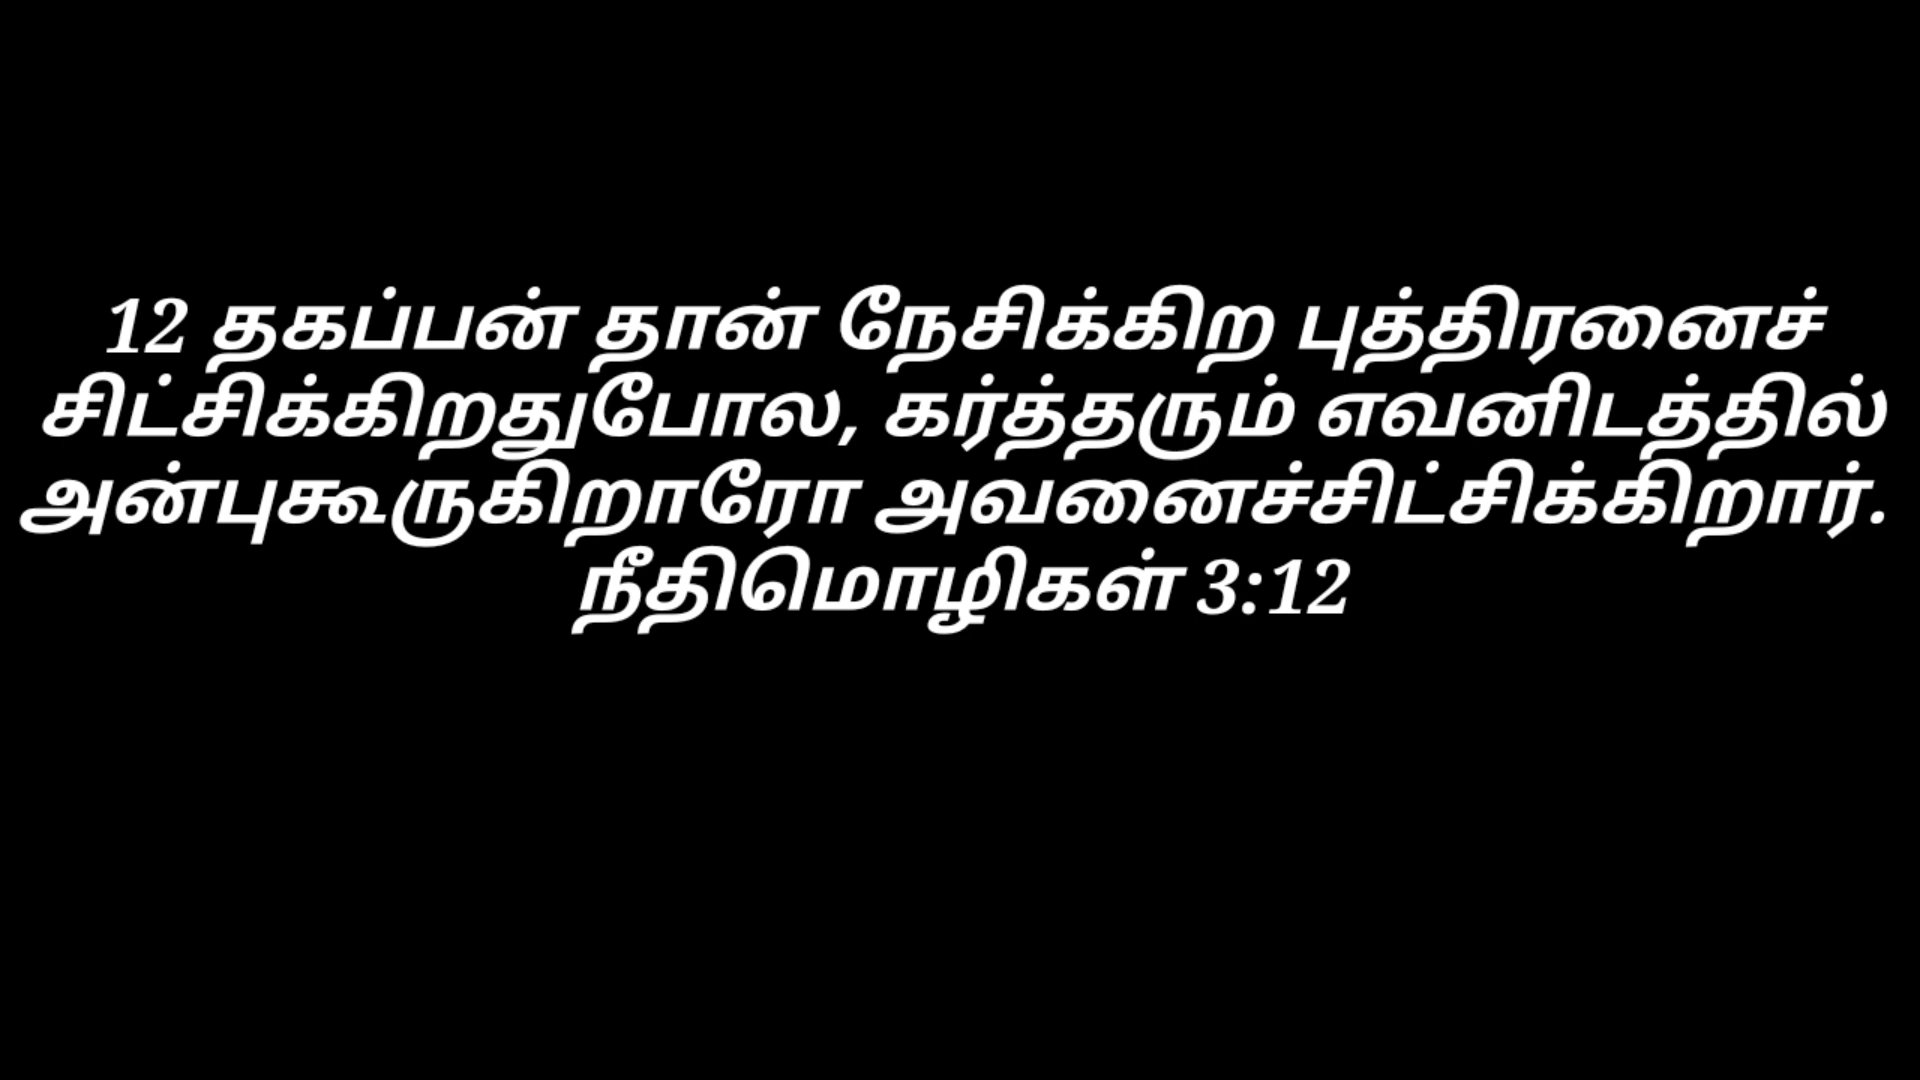 12 தகப்பன் தான் நேசிக்கிற புத்திரனைச்
சிட்சிக்கிறதுபோல, கர்த்தரும் எவனிடத்தில்
அன்புகூருகிறாரோ அவனைச்சிட்சிக்கிறார்.
நீதிமொழிகள் 3:12